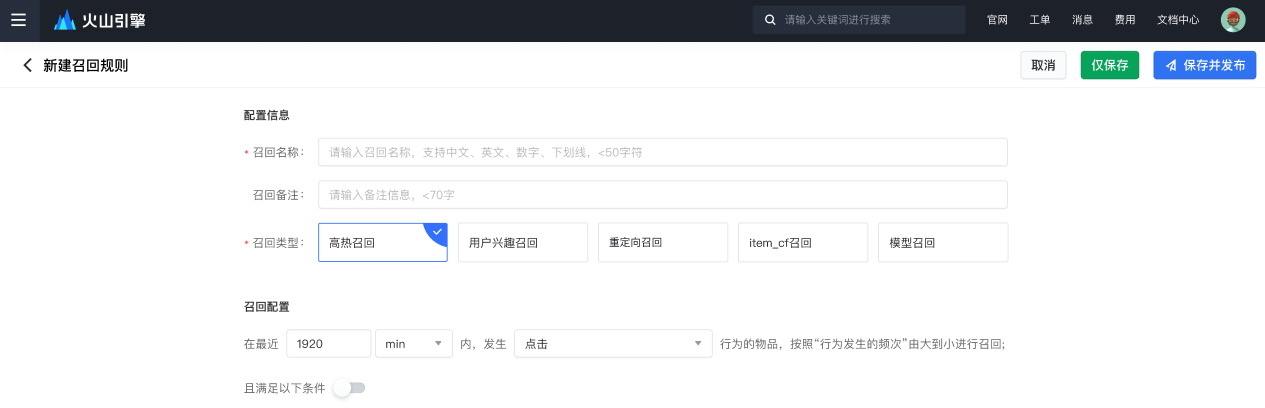 火山引擎 请输入关键词进行搜索 官网 工单 消息 费用 文档中心
新建召回规则 取消 仅保存 保存并发布
配置信息
* 召回名称： 请输入召回名称，支持中文、英文、数字、下划线，<50字符
召回备注： 请输入备注信息，<70字
* 召回类型： 高热召回 用户兴趣召回 重定向召回 item_cf召回 模型召回
召回配置
在最近 1920 min 内，发生 点击 行为的物品，按照“行为发生的频次”由大到小进行召回;
且满足以下条件